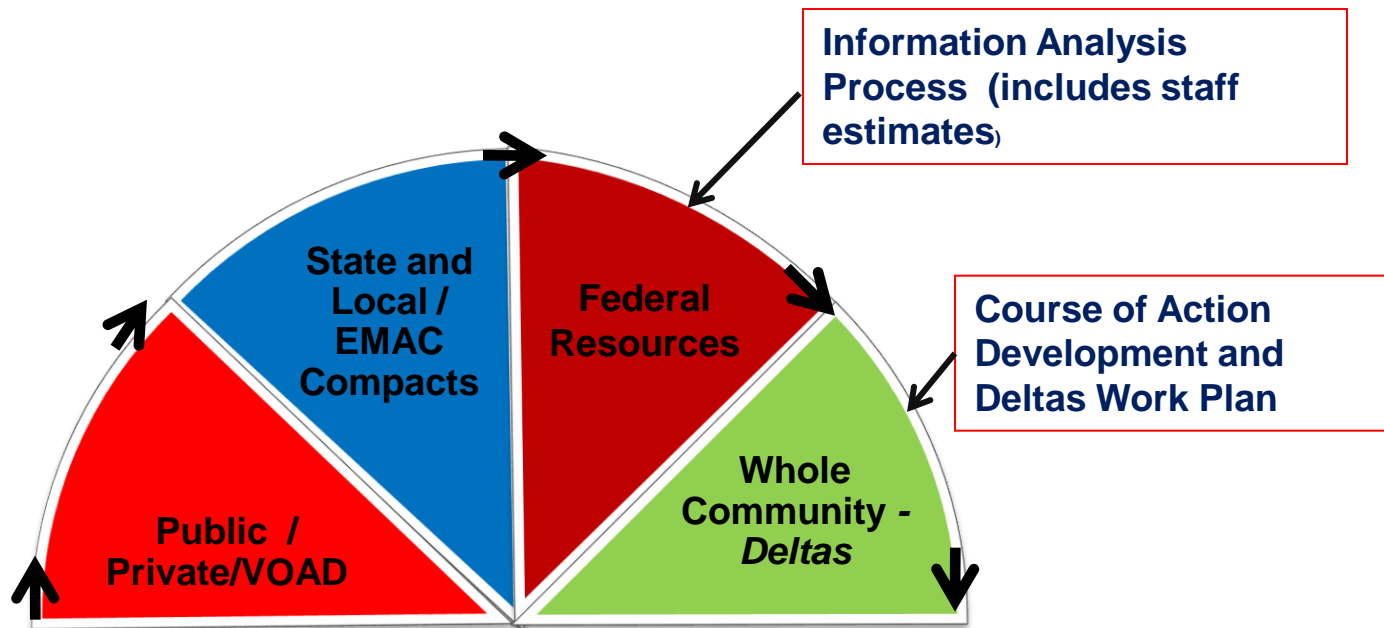 Information Analysis
Process  (includes staff
estimates)
State and
Local /
EMAC
Compacts
Federal
Resources
Course of Action
Development and
Deltas Work Plan
Public  /
Private/VOAD
Whole
Community -
Deltas